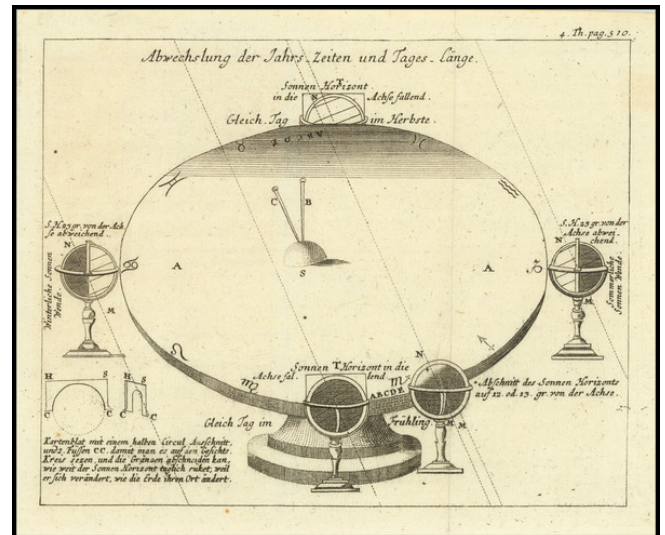 4. Th. pag. 510.
Abwechslung der Jahrs-Zeiten und Tages-Länge.
Sonnen Horizont
in die Achse fallend.
N
Gleich Tag im Herbste.
A B C D E
C B
S. H. 23 gr. von der Ach-
se abweichend.
N
Winterliche Sonnen
Wende.
M
A
S
A
S. H. 23 gr. von der
Achse abwei-
chend.
N
Sommerliche
Sonnen Wende.
M
Sonnen Horizont in die
Achse fal- lend.
A B C D E
N
Abschnitt des Sonnen Horizonts
auf 12. od. 13. gr. von der Achse.
M M
Gleich Tag im Frühling.
H S H S
C C C C
Kartenblat mit einem halben Circul Ausschnitt,
und 2. Füssen CC. damit man es auf den Gesichts
Kreis sezen, und die Gränzen abschneiden kan,
wie weit der Sonnen Horizont täglich ruket, weil
er sich verändert, wie die Erde ihren Ort ändert.